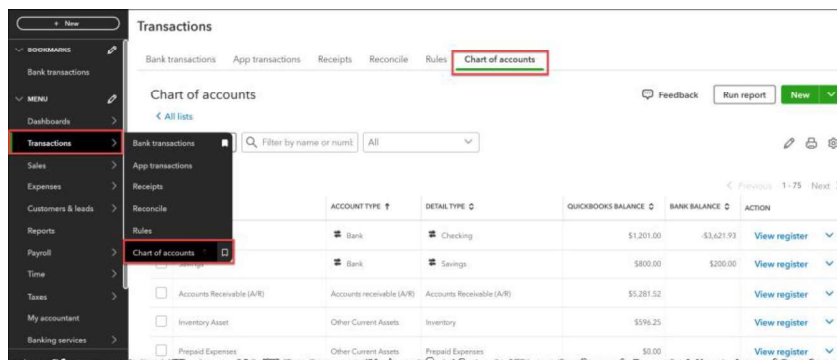 + New
Transactions
BOOKMARKS
Bank transactions
Bank transactions App transactions Receipts Reconcile Rules Chart of accounts
MENU
Chart of accounts
Feedback Run report New
Dashboards
< All lists
Transactions
Bank transactions
Filter by name or numb
All
Sales
App transactions
Expenses
Receipts
< Previous 1-75 Next
Customers & leads
Reconcile
ACCOUNT TYPE DETAIL TYPE QUICKBOOKS BALANCE BANK BALANCE ACTION
Reports
Rules
Bank Checking $1,201.00 -$3,621.93 View register
Payroll
Chart of accounts
Savings Bank Savings $800.00 $200.00 View register
Time
Taxes
Accounts Receivable (A/R) Accounts receivable (A/R) Accounts Receivable (A/R) $5,281.52 View register
My accountant
Inventory Asset Other Current Assets Inventory $596.25 View register
Banking services
Prepaid Expenses Other Current Assets Prepaid Expenses $0.00 View register